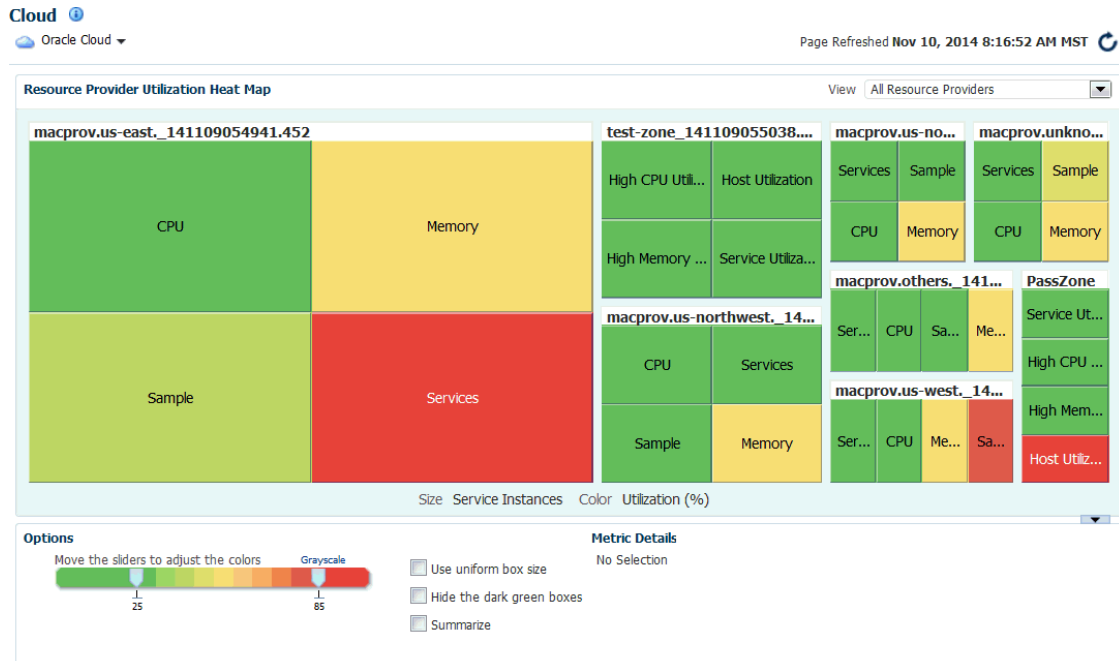 Cloud
Oracle Cloud
Page Refreshed Nov 10, 2014 8:16:52 AM MST
Resource Provider Utilization Heat Map
View All Resource Providers
macprov.us-east._141109054941.452
CPU
Memory
Sample
Services
test-zone_141109055038....
High CPU Utili...
Host Utilization
High Memory ...
Service Utiliza...
macprov.us-northwest._14...
CPU
Services
Sample
Memory
macprov.us-no...
Services
Sample
CPU
Memory
macprov.unkno...
Services
Sample
CPU
Memory
macprov.others._141...
Ser...
CPU
Sa...
Me...
macprov.us-west._14...
Ser...
CPU
Me...
Sa...
PassZone
Service Ut...
High CPU ...
High Mem...
Host Utiliz...
Size Service Instances Color Utilization (%)
Options
Move the sliders to adjust the colors
Grayscale
25
85
Use uniform box size
Hide the dark green boxes
Summarize
Metric Details
No Selection